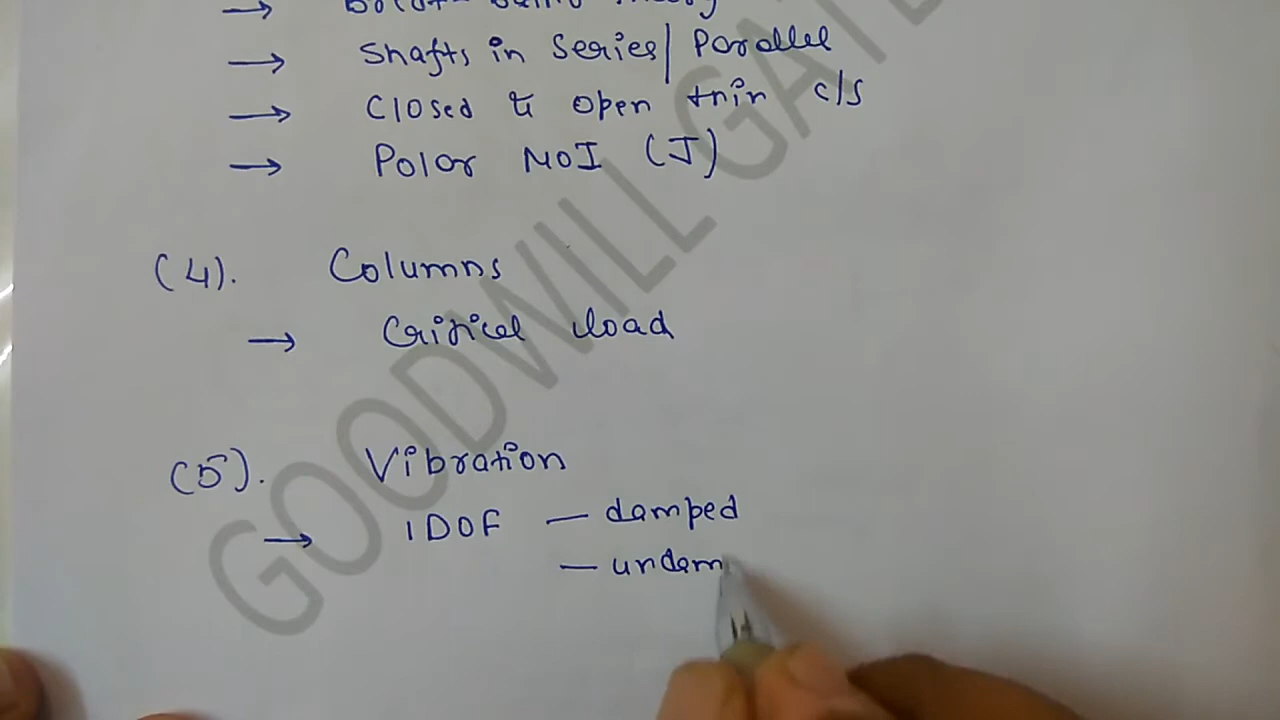 → Shafts in Series/Parallel
→ Closed & open thin c/s
→ Polar MOI (J)
(4). Columns
→ Critical load
(5). Vibration
→ 1DOF — damped
— undam
GOODWILL GATE